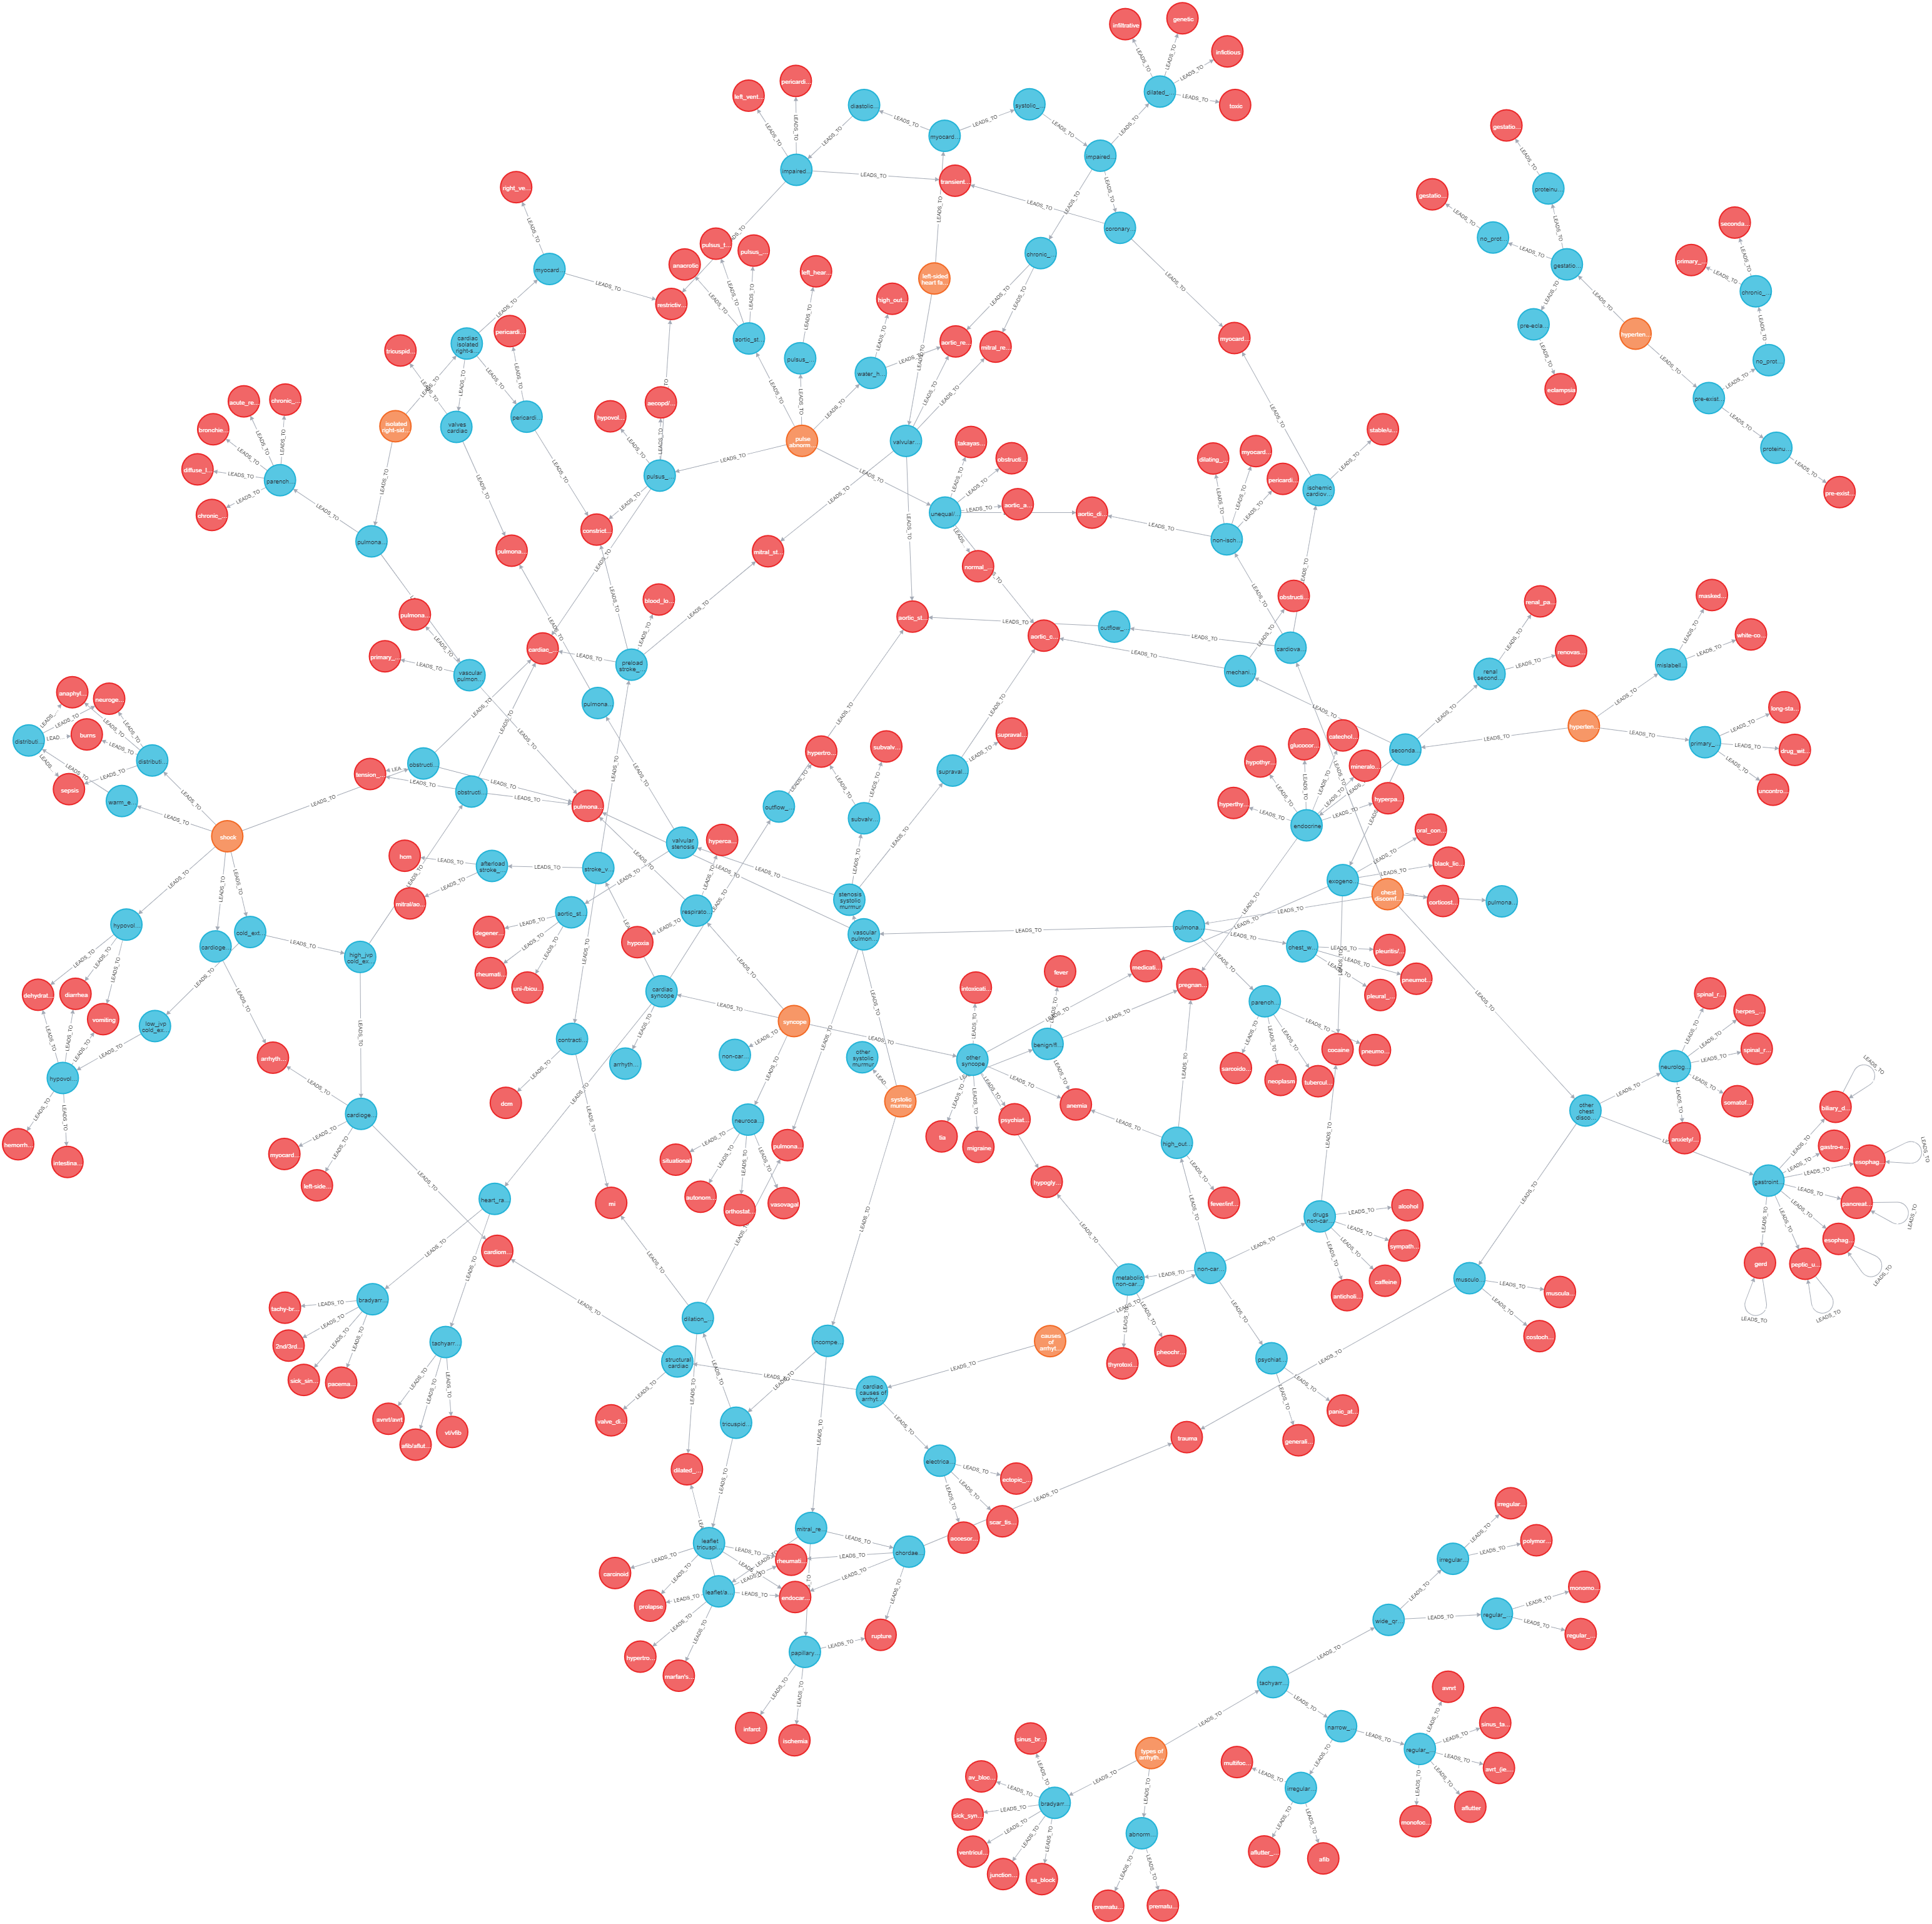 infiltrative
genetic
infictious
toxic
dilated_...
left_vent...
pericardi...
diastolic...
systolic_...
myocard...
impaired...
impaired...
transient...
coronary...
chronic_...
right_ve...
myocard...
pulsus_f...
pulsus_...
anacrotic
restrictiv...
left_hear...
left-sided
heart fa...
high_out...
aortic_st...
pulsus_...
water_h...
aortic_re...
mitral_re...
myocard...
gestatio...
proteinu...
gestatio...
no_prot...
gestatio...
pre-ecla...
eclampsia
seconda...
primary_...
chronic_...
hyperten...
no_prot...
pre-exist...
proteinu...
pre-exist...
cardiac
isolated
right-s...
pericardi...
trisuspid...
isolated
right-sid...
valves
cardiac
pericardi...
chronic_...
acute_re...
bronchie...
diffuse_l...
chronic_...
parench...
pulmona...
hypovol...
aecopd/...
pulsus_...
pulse
abnorm...
valvular...
takayas...
obstructi...
unequal/...
aortic_a...
aortic_di...
normal_...
dilating_...
myocard...
pericardi...
stable/u...
ischemic
cardiov...
non-isch...
pulmona...
constrict...
mitral_st...
blood_lo...
aortic_st...
outflow_...
aortic_c...
obstructi...
cardiova...
mechani...
pulmona...
primary_...
vascular
pulmon...
cardiac_...
preload
stroke_...
pulmona...
renal_pa...
renovas...
renal
second...
masked...
white-co...
mislabell...
hyperten...
primary_...
long-sta...
drug_wit...
uncontro...
seconda...
anaphyl...
neuroge...
burns
sepsis
distributi...
distributi...
warm_e...
shock
tension_...
obstructi...
obstructi...
pulmona...
hypertro...
subvalv...
supraval...
supraval...
outflow_...
subvalv...
glucocor...
catechol...
hypothyr...
mineralo...
hyperthy...
hyperpa...
endocrine
oral_con...
black_lic...
exogeno...
chest
discomf...
corticost...
pulmona...
hcm
afterload
stroke_...
mitral/ao...
stroke_v...
valvular
stenosis
hyperca...
stenosis
systolic
murmur
respirato...
aortic_st...
degener...
rheumati...
uni-/bicu...
hypoxia
vascular
pulmon...
pulmona...
chest_w...
pleuritis/...
pneumot...
pleural_...
hypovol...
cardioge...
cold_ext...
high_jvp
cold_ex...
dehydrat...
diarrhea
vomiting
low_jvp
cold_ex...
hypovol...
hemorrh...
intestina...
arrhyth...
cardioge...
myocard...
left-side...
cardiac
syncope
syncope
contracti...
arrhyth...
non-car...
other
systolic
murmur
systolic
murmur
intoxicati...
fever
medicati...
pregnan...
other
syncope
benign/fl...
anemia
tia
migraine
psychiat...
hypogly...
high_out...
fever/inf...
parench...
sarcoido...
neoplasm
tubercul...
cocaine
pneumo...
spinal_r...
herpes_...
neurolog...
spinal_r...
somatof...
other
chest
disco...
anxiety/...
biliary_d...
gastro-e...
esophag...
gastroint...
pancreai...
esophag...
gerd
peptic_u...
dcm
neuroca...
situational
autonom...
orthostat...
vasovagal
pulmona...
mi
heart_ra...
cardiom...
tachy-br...
2nd/3rd...
sick_sin...
pacema...
bradyarr...
tachyarr...
avnrt/avrt
afib/aflut...
vt/vfib
dilation_...
incompe...
structural
cardiac
valve_di...
tricuspid...
cardiac
causes of
arrhyt...
causes
of
arrhyt...
metabolic
non-car...
thyrotoxi...
pheochr...
non-car...
drugs
non-car...
alcohol
sympath...
caffeine
anticholi...
psychiat...
panic_at...
generali...
musculo...
muscula...
costoch...
trauma
dilated_...
electrica...
ectopic_...
scar_tis...
accesor...
leaflet
tricuspi...
mitral_re...
chordae...
rheumati...
carcinoid
leaflet/a...
prolapse
endocar...
hypertro...
marfan's...
papillary...
rupture
infarct
ischemia
irregular...
polymor...
irregular...
wide_qr...
regular_...
monomo...
regular_...
tachyarr...
narrow_...
avnrt
sinus_ta...
regular_...
avrt_(ie...
aflutter
monofoc...
multifoc...
irregular...
aflutter_...
afib
types of
arrhyth...
sinus_br...
av_bloc...
sick_syn...
ventricul...
junction...
sa_block
bradyarr...
abnorm...
prematu...
prematu...
LEADS_TO